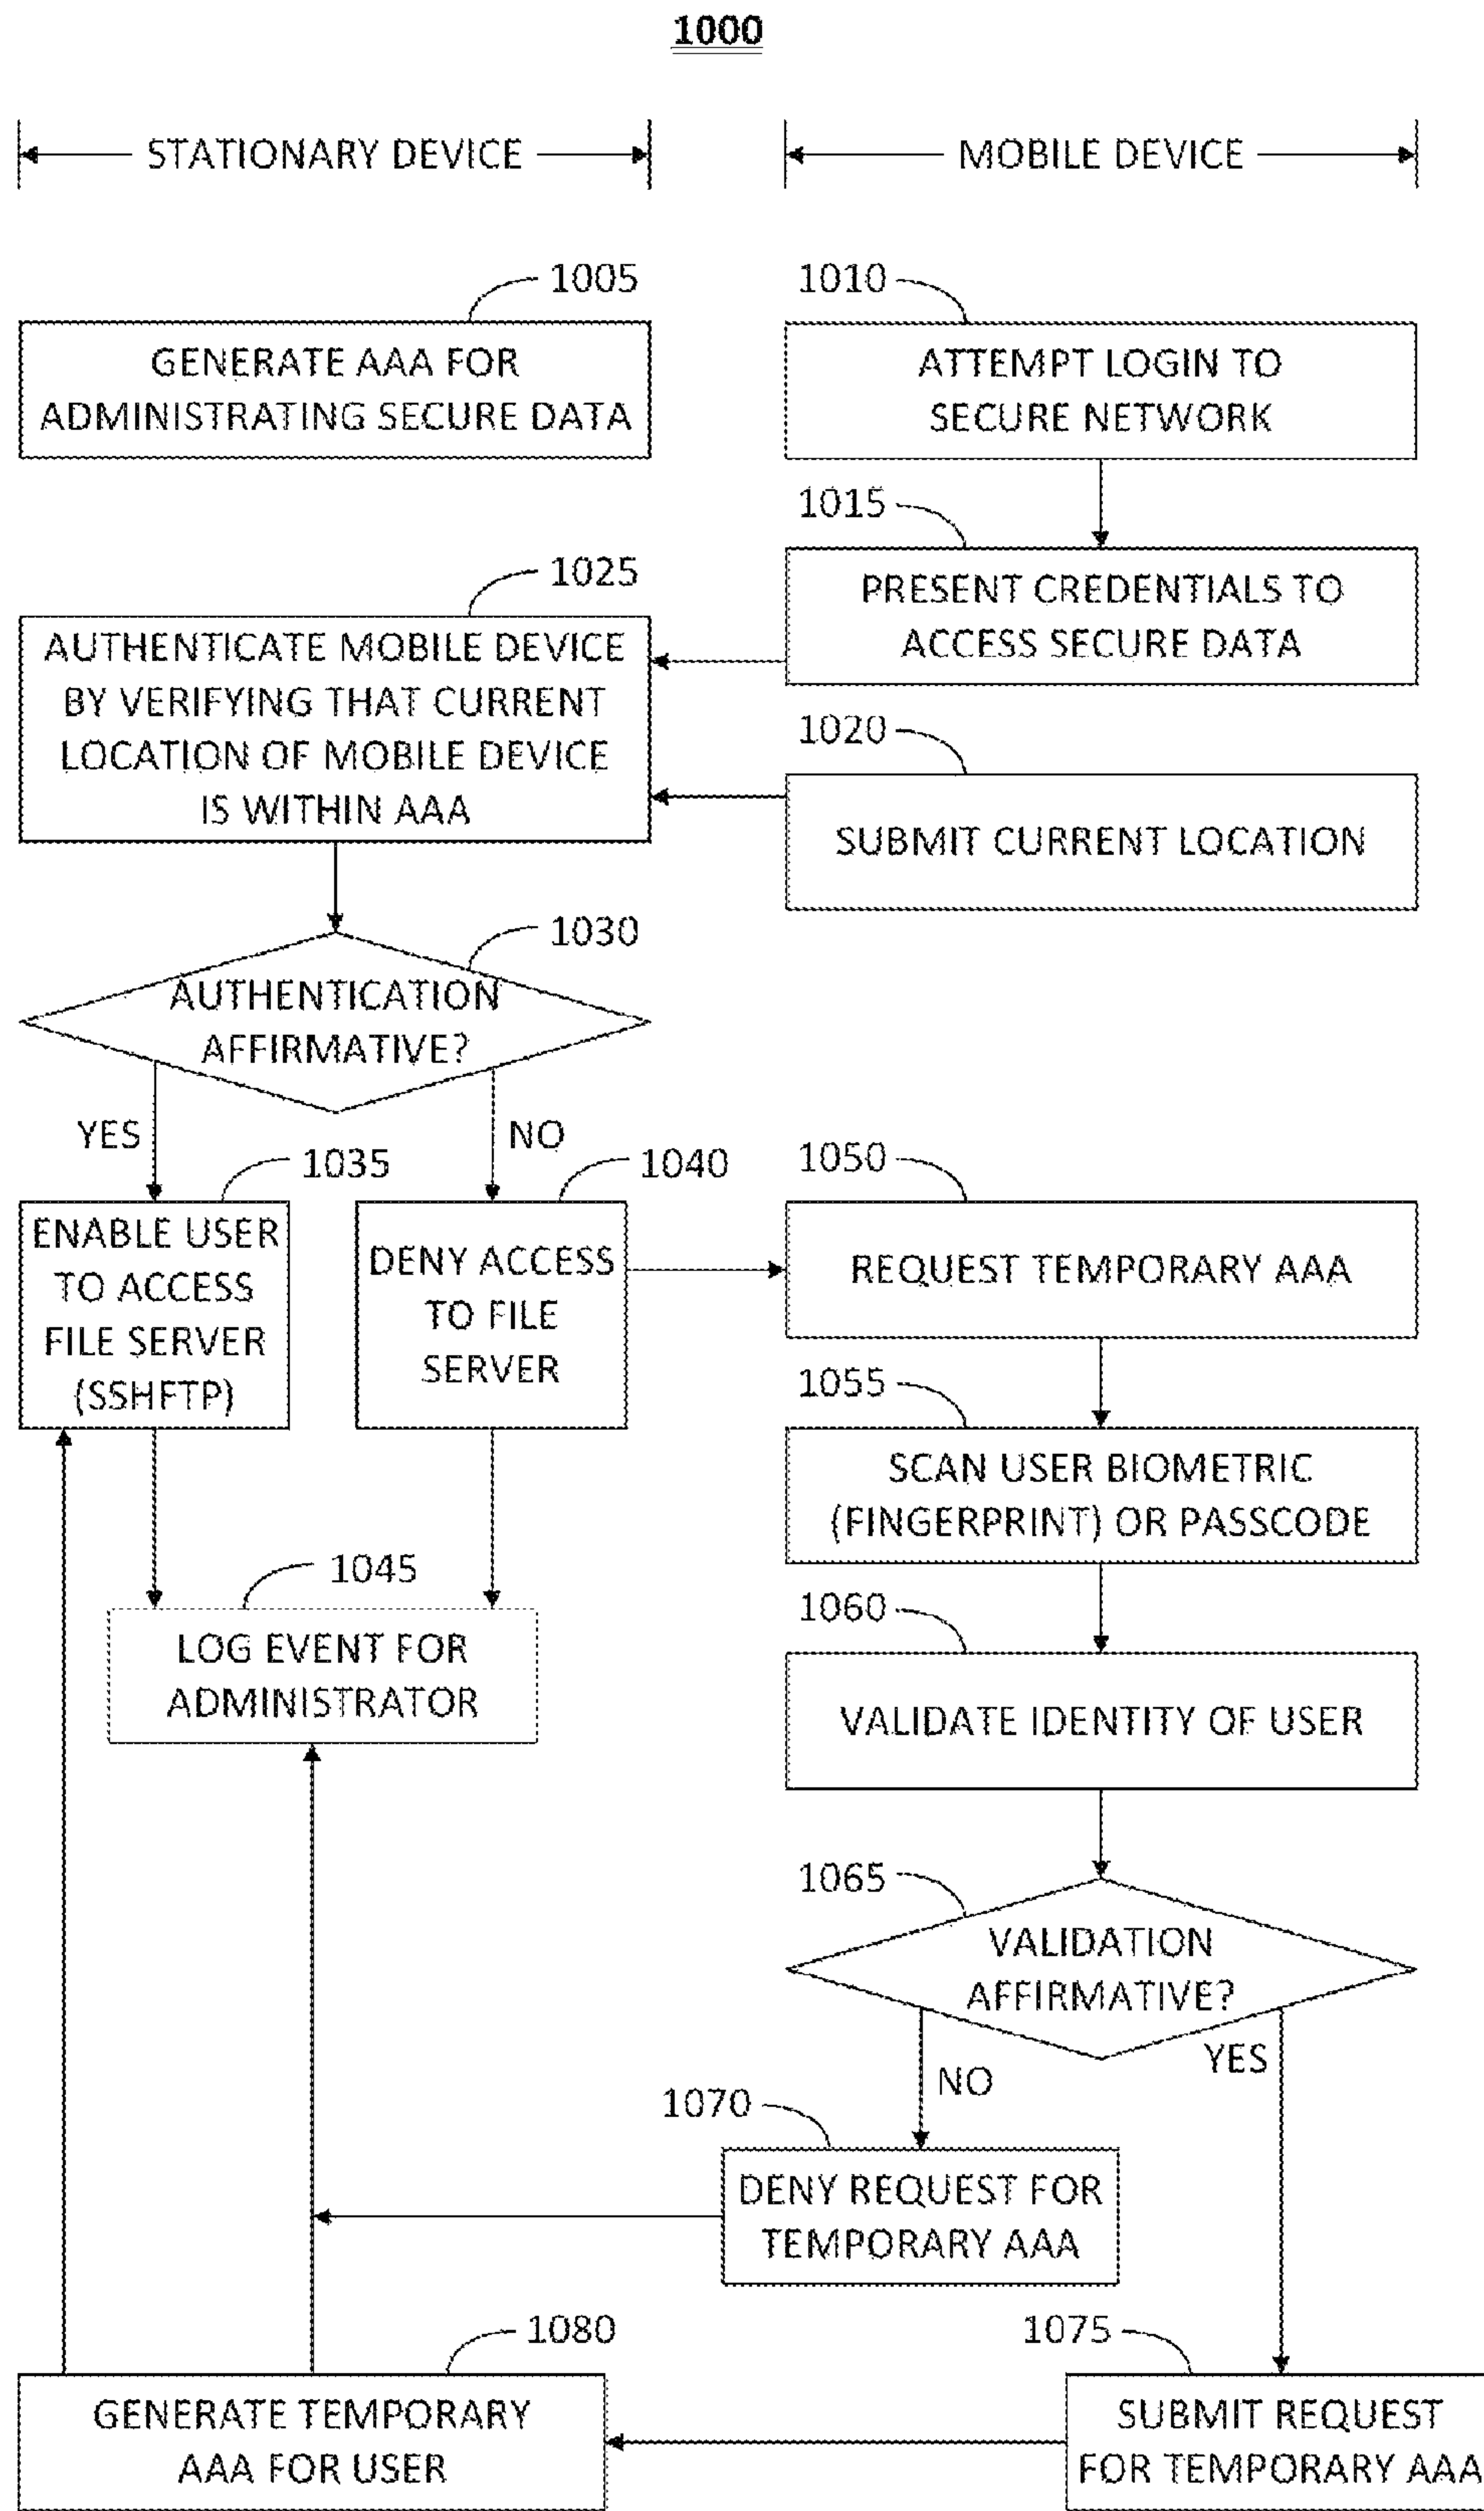 1000
STATIONARY DEVICE
MOBILE DEVICE
1005
GENERATE AAA FOR
ADMINISTRATING SECURE DATA
1010
ATTEMPT LOGIN TO
SECURE NETWORK
1015
PRESENT CREDENTIALS TO
ACCESS SECURE DATA
1020
SUBMIT CURRENT LOCATION
1025
AUTHENTICATE MOBILE DEVICE
BY VERIFYING THAT CURRENT
LOCATION OF MOBILE DEVICE
IS WITHIN AAA
1030
AUTHENTICATION
AFFIRMATIVE?
YES
NO
1035
ENABLE USER
TO ACCESS
FILE SERVER
(SSHFTP)
1040
DENY ACCESS
TO FILE
SERVER
1045
LOG EVENT FOR
ADMINISTRATOR
1050
REQUEST TEMPORARY AAA
1055
SCAN USER BIOMETRIC
(FINGERPRINT) OR PASSCODE
1060
VALIDATE IDENTITY OF USER
1065
VALIDATION
AFFIRMATIVE?
NO
YES
1070
DENY REQUEST FOR
TEMPORARY AAA
1075
SUBMIT REQUEST
FOR TEMPORARY AAA
1080
GENERATE TEMPORARY
AAA FOR USER